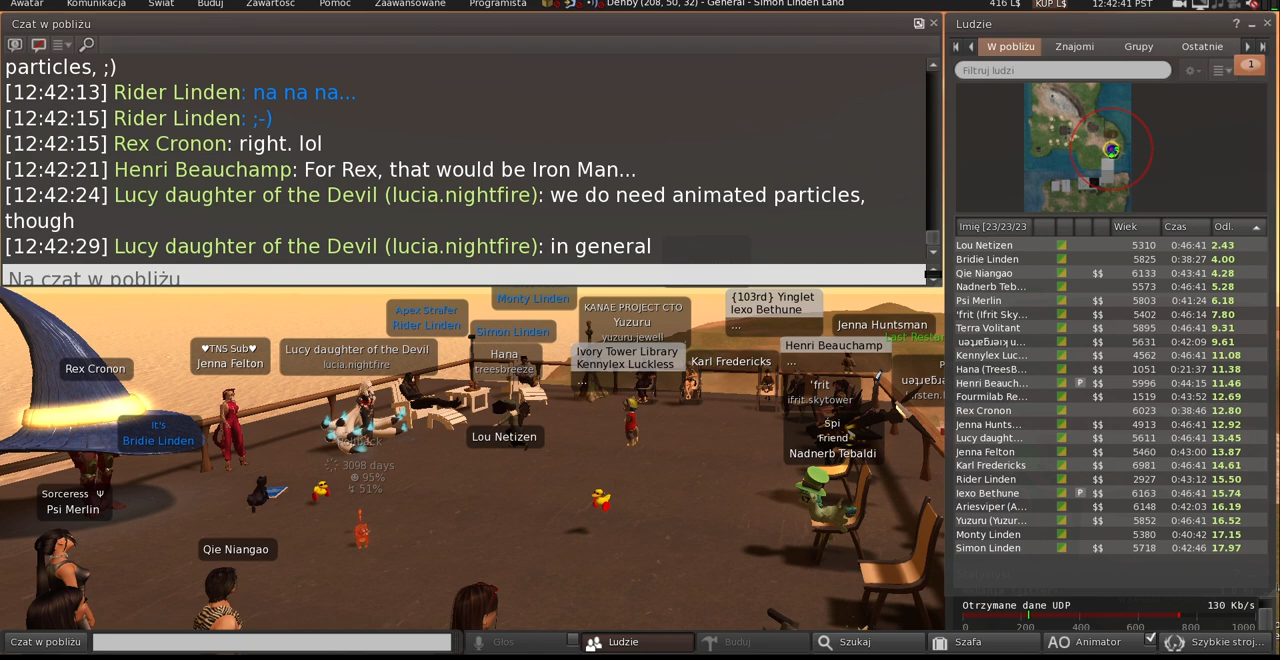 Awatar Komunikacja Świat Buduj Zawartość Pomoc Zaawansowane Programista Denby (208, 50, 32) - General - Simon Linden Land 416 L$ KUP L$ 12:42:41 PST
Czat w pobliżu
particles, ;)
[12:42:13] Rider Linden: na na na...
[12:42:15] Rider Linden: ;-)
[12:42:15] Rex Cronon: right. lol
[12:42:21] Henri Beauchamp: For Rex, that would be Iron Man...
[12:42:24] Lucy daughter of the Devil (lucia.nightfire): we do need animated particles,
though
[12:42:29] Lucy daughter of the Devil (lucia.nightfire): in general
Na czat w pobliżu
Monty Linden
Apex Strafer
Rider Linden
Simon Linden
KANAE PROJECT CTO
Yuzuru
yuzuru.jewell
{103rd} Yinglet
Iexo Bethune
...
Jenna Huntsman
Last Restar
Henri Beauchamp
...
Rex Cronon
♥TNS Sub♥
Jenna Felton
Lucy daughter of the Devil
lucia.nightfire
Hana
treesbreeze
Ivory Tower Library
Kennylex Luckless
...
Karl Fredericks
'frit
ifrit.skytower
It's
Bridie Linden
Lou Netizen
Spi
Friend
Nadnerb Tebaldi
3098 days
95%
51%
Sorceress Ψ
Psi Merlin
Qie Niangao
Ludzie
? _ ×
W pobliżu Znajomi Grupy Ostatnie
1
Filtruj ludzi
Imię [23/23/23 Wiek Czas Odl.
Lou Netizen 5310 0:46:41 2.43
Bridie Linden 5825 0:38:27 4.00
Qie Niangao $$ 6133 0:43:41 4.28
Nadnerb Teb... 5573 0:46:41 5.28
Psi Merlin $$ 5803 0:41:24 6.18
'frit (Ifrit Sky... $$ 5402 0:46:14 7.80
Terra Volitant $$ 5895 0:46:41 9.31
$$ 5631 0:42:09 9.61
Kennylex Luc... $$ 4562 0:46:41 11.08
Hana (TreesB... 1051 0:21:37 11.38
Henri Beauch... P $$ 5996 0:44:15 11.46
Fourmilab Re... $$ 1519 0:43:52 12.69
Rex Cronon 6023 0:38:46 12.80
Jenna Hunts... $$ 4913 0:46:41 12.92
Lucy daught... $$ 5611 0:46:41 13.45
Jenna Felton $$ 5460 0:43:00 13.87
Karl Fredericks $$ 6981 0:46:41 14.61
Rider Linden $$ 2927 0:43:12 15.50
Iexo Bethune P $$ 6163 0:46:41 15.74
Ariesviper (A... $$ 6148 0:42:03 16.19
Yuzuru (Yuzur... $$ 5852 0:46:41 16.52
Monty Linden 5380 0:40:42 17.15
Simon Linden $$ 5718 0:42:46 17.97
Otrzymane dane UDP 130 Kb/s
0 200 400 600 800 1000
Czat w pobliżu Głos Ludzie Buduj Szukaj Szafa AO Animator Szybkie stroj...